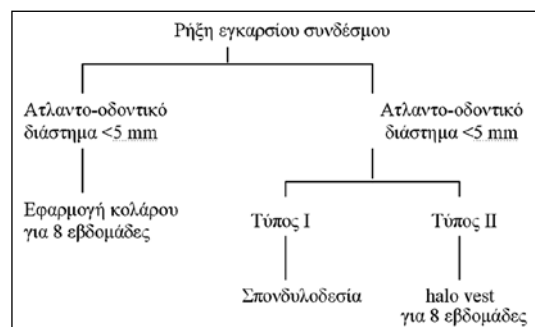 Ρήξη εγκαρσίου συνδέσμου
Ατλαντο-οδοντικό
διάστημα <5 mm
Ατλαντο-οδοντικό
διάστημα <5 mm
Εφαρμογή κολάρου
για 8 εβδομάδες
Τύπος Ι
Τύπος ΙΙ
Σπονδυλοδεσία
halo vest
για 8 εβδομάδες